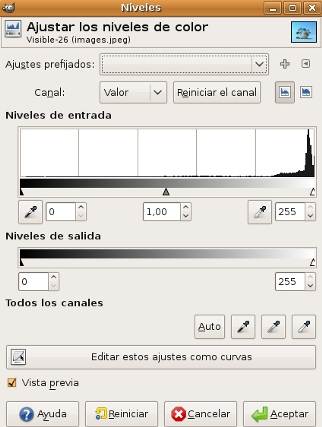 Niveles
Ajustar los niveles de color
Visible-26 (images.jpeg)
Ajustes prefijados:
Canal: Valor Reiniciar el canal
Niveles de entrada
0 1,00 255
Niveles de salida
0 255
Todos los canales
Auto
Editar estos ajustes como curvas
Vista previa
Ayuda Reiniciar Cancelar Aceptar